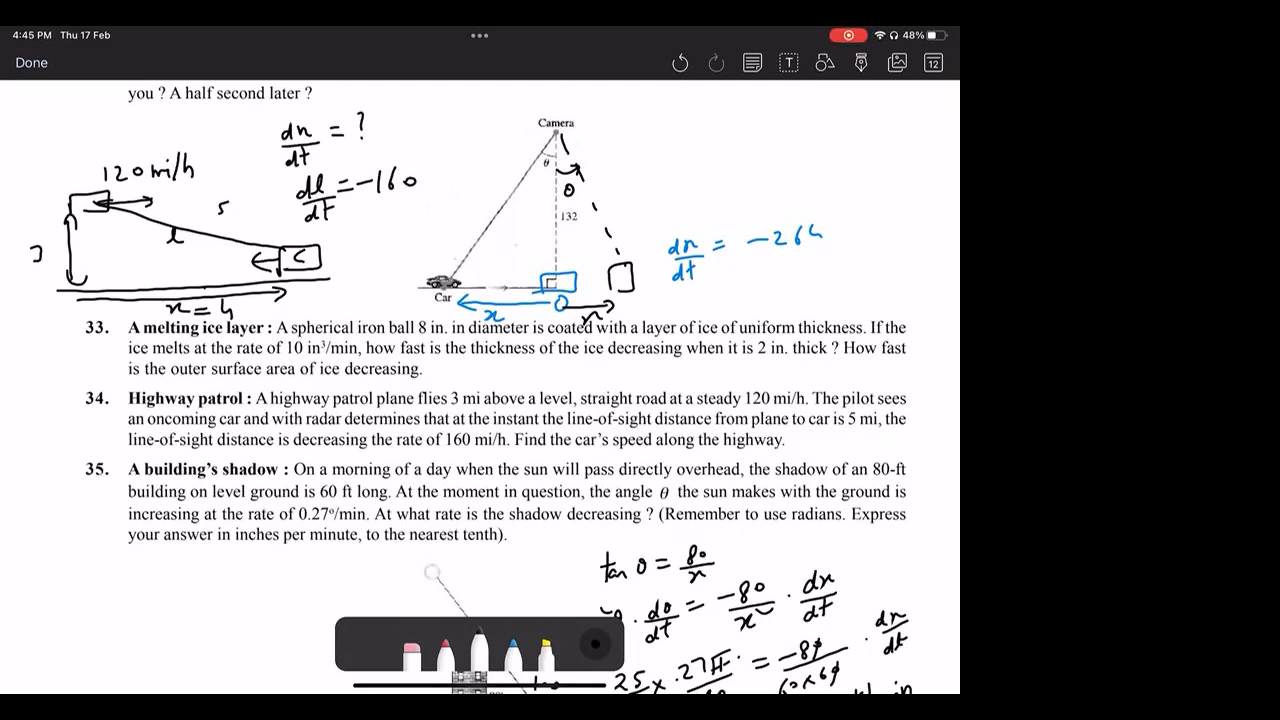 4:45 PM Thu 17 Feb
48%
Done
T
12
you ? A half second later ?
dx/dt = ?
120 mi/h
dl/dt = -160
5
l
3
C
x = 4
Camera
θ
θ
132
Car
x
0
x
dx/dt = -264
33. A melting ice layer : A spherical iron ball 8 in. in diameter is coated with a layer of ice of uniform thickness. If the
ice melts at the rate of 10 in³/min, how fast is the thickness of the ice decreasing when it is 2 in. thick ? How fast
is the outer surface area of ice decreasing.
34. Highway patrol : A highway patrol plane flies 3 mi above a level, straight road at a steady 120 mi/h. The pilot sees
an oncoming car and with radar determines that at the instant the line-of-sight distance from plane to car is 5 mi, the
line-of-sight distance is decreasing the rate of 160 mi/h. Find the car's speed along the highway.
35. A building's shadow : On a morning of a day when the sun will pass directly overhead, the shadow of an 80-ft
building on level ground is 60 ft long. At the moment in question, the angle θ the sun makes with the ground is
increasing at the rate of 0.27°/min. At what rate is the shadow decreasing ? (Remember to use radians. Express
your answer in inches per minute, to the nearest tenth).
tan θ = 80/x
· dθ/dt = -80/x² · dx/dt
25 × .27π = -80/60×60 · dx/dt
in